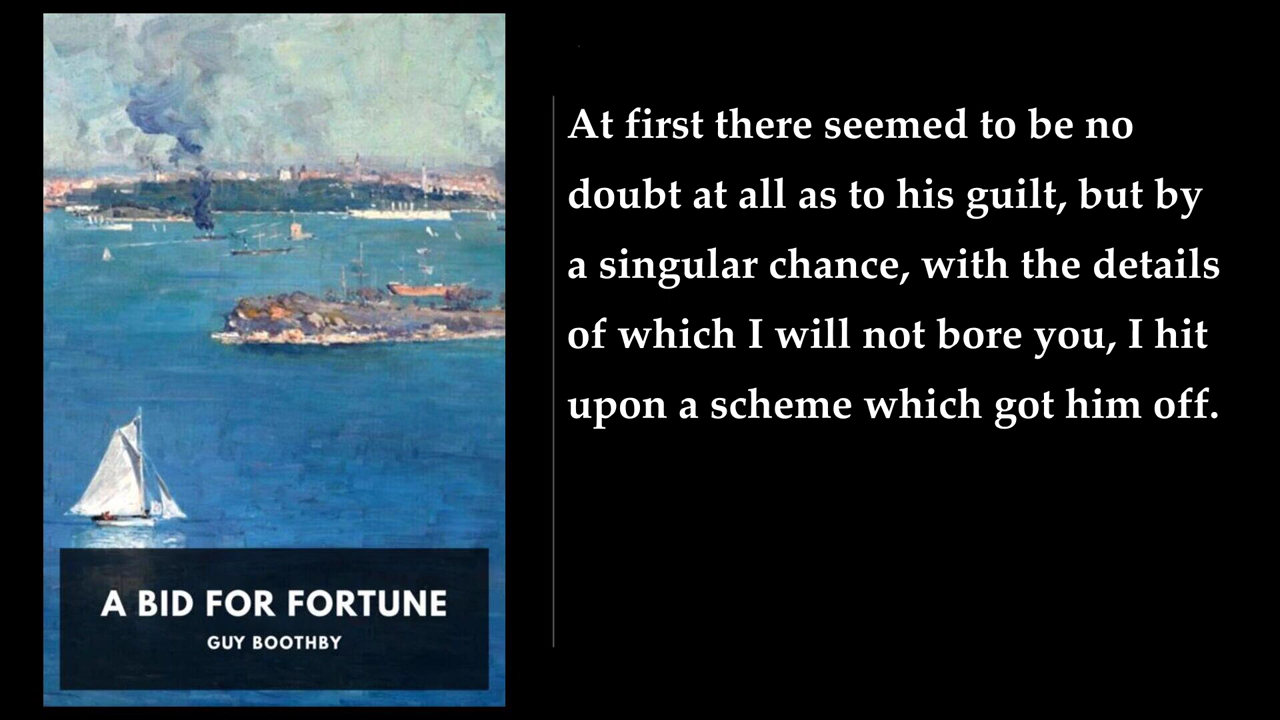 At first there seemed to be no
doubt at all as to his guilt, but by
a singular chance, with the details
of which I will not bore you, I hit
upon a scheme which got him off.
A BID FOR FORTUNE
GUY BOOTHBY